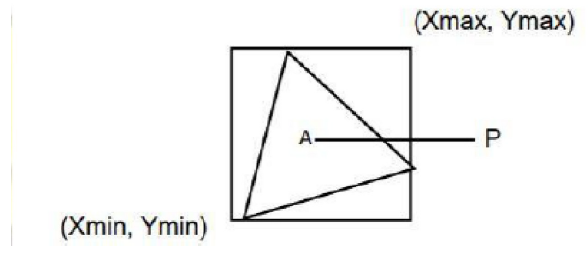 (Xmax, Ymax)
A
P
(Xmin, Ymin)